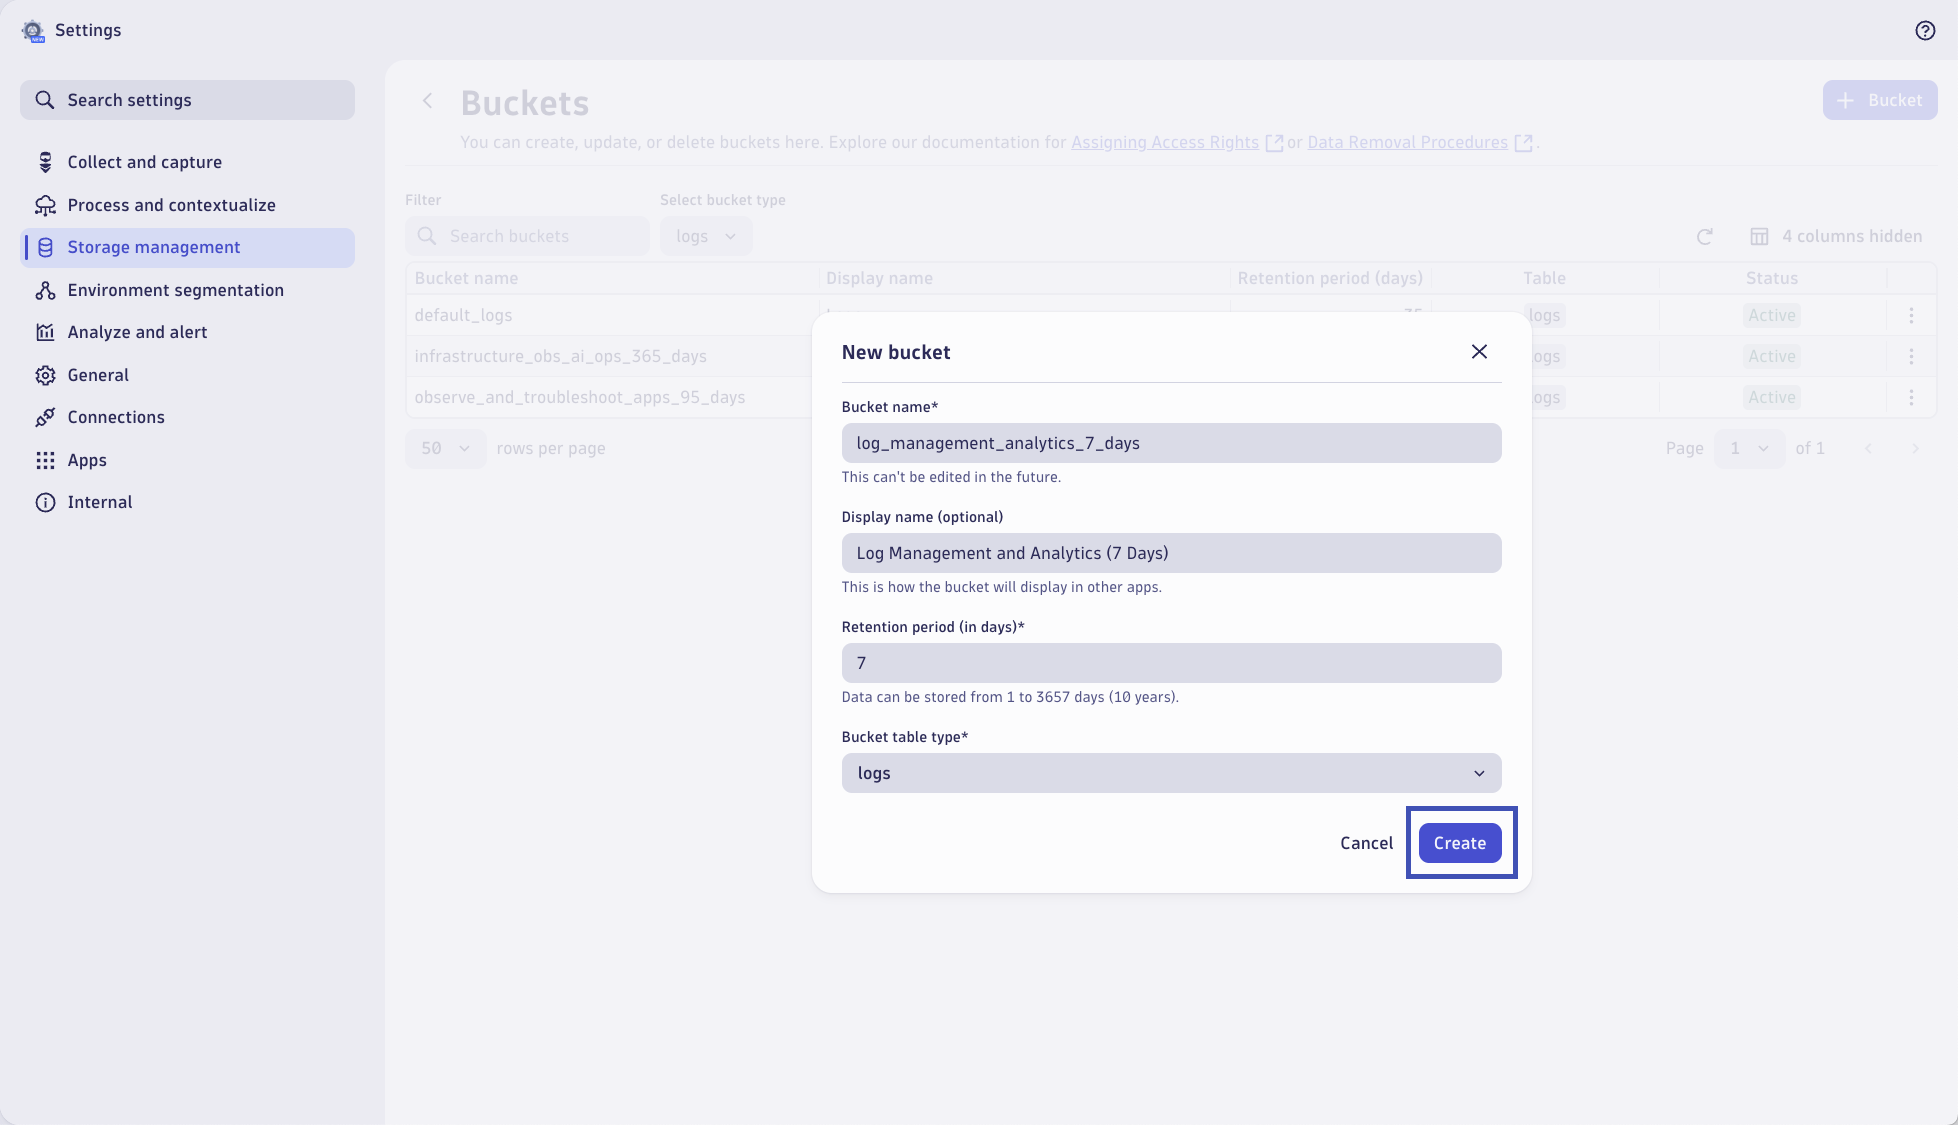 Settings
Search settings
Collect and capture
Process and contextualize
Storage management
Environment segmentation
Analyze and alert
General
Connections
Apps
Internal
Buckets
Bucket
You can create, update, or delete buckets here. Explore our documentation for Assigning Access Rights or Data Removal Procedures .
Filter
Select bucket type
Search buckets
logs
4 columns hidden
Bucket name Display name Retention period (days) Table Status
default_logs logs Active
infrastructure_obs_ai_ops_365_days logs Active
observe_and_troubleshoot_apps_95_days logs Active
50 rows per page
Page 1 of 1
New bucket
Bucket name*
log_management_analytics_7_days
This can't be edited in the future.
Display name (optional)
Log Management and Analytics (7 Days)
This is how the bucket will display in other apps.
Retention period (in days)*
7
Data can be stored from 1 to 3657 days (10 years).
Bucket table type*
logs
Cancel
Create